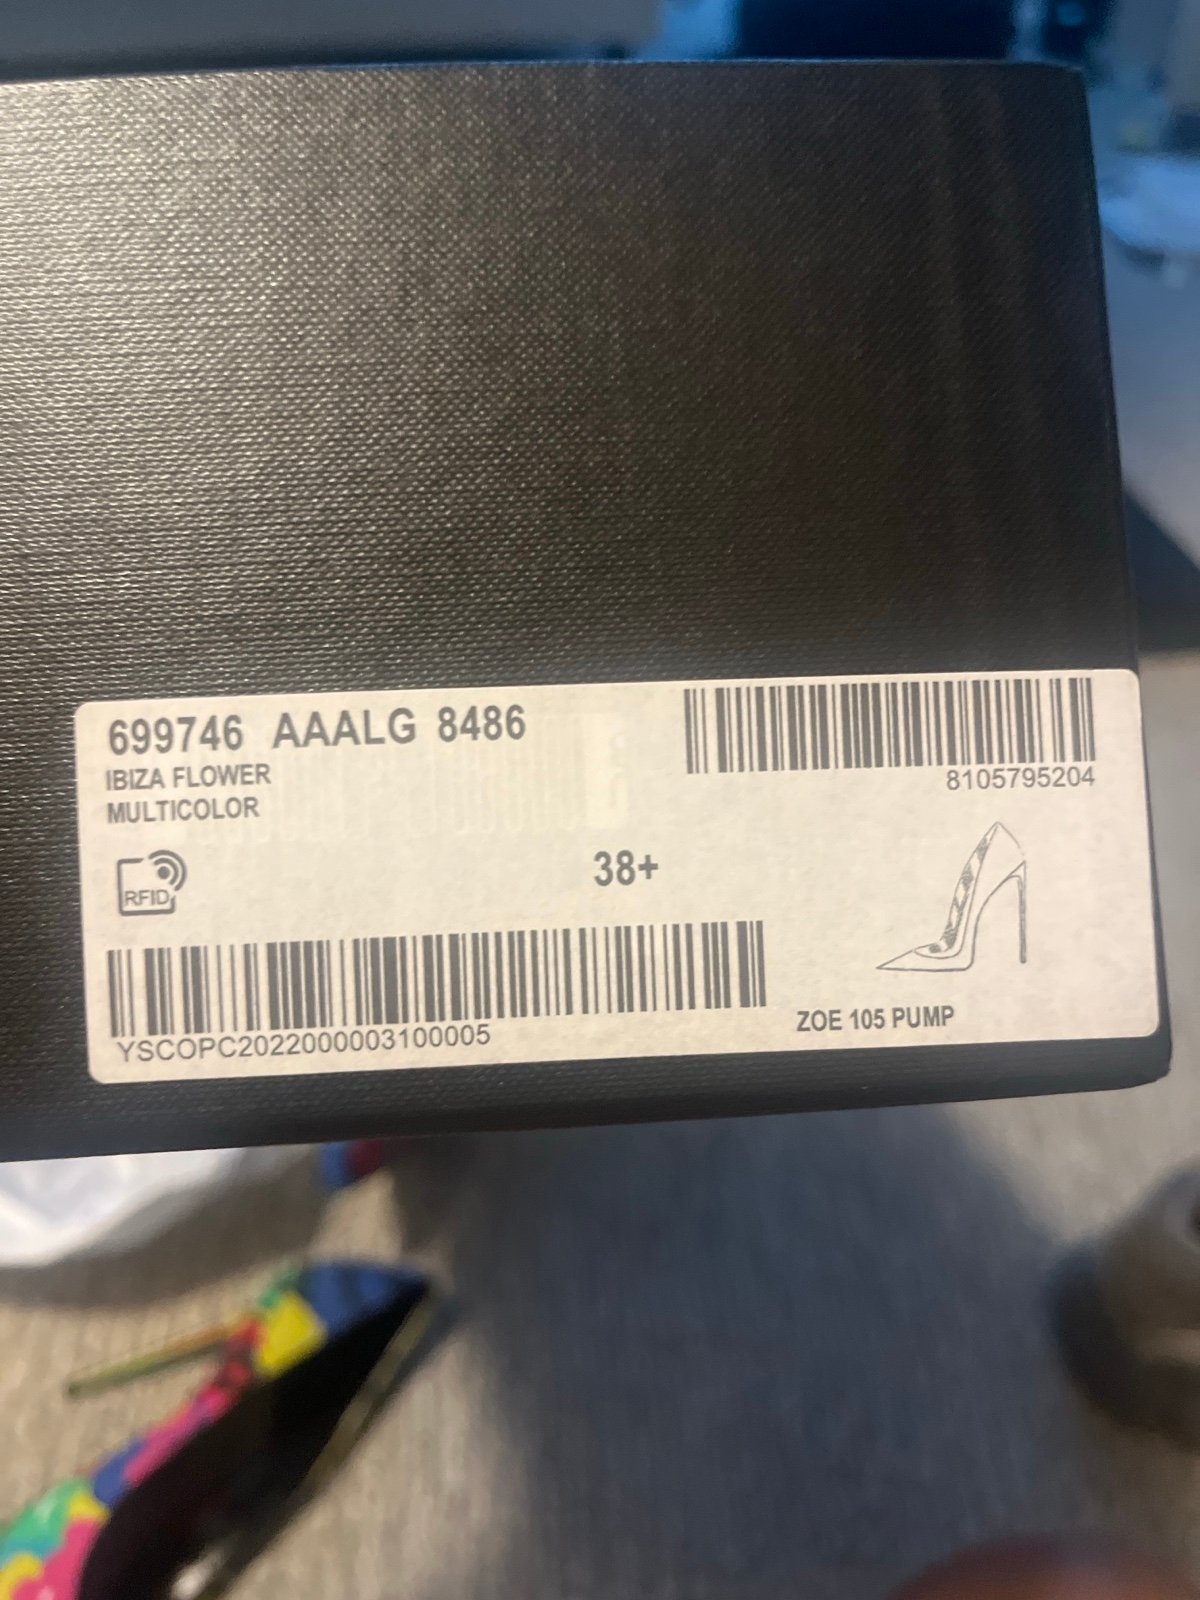 699746 AAALG 8486
IBIZA FLOWER
MULTICOLOR
8105795204
RFID
38+
YSCOPC2022000003100005
ZOE 105 PUMP